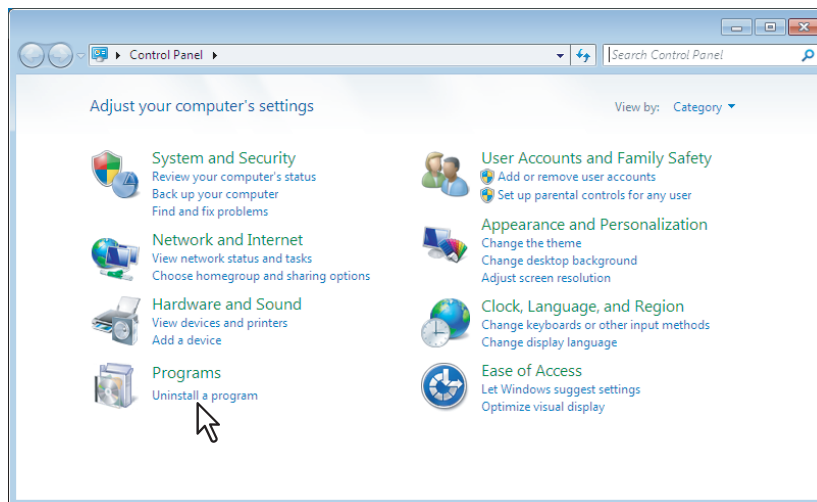 Control Panel
Search Control Panel
Adjust your computer's settings
View by: Category
System and Security
Review your computer's status
Back up your computer
Find and fix problems
Network and Internet
View network status and tasks
Choose homegroup and sharing options
Hardware and Sound
View devices and printers
Add a device
Programs
Uninstall a program
User Accounts and Family Safety
Add or remove user accounts
Set up parental controls for any user
Appearance and Personalization
Change the theme
Change desktop background
Adjust screen resolution
Clock, Language, and Region
Change keyboards or other input methods
Change display language
Ease of Access
Let Windows suggest settings
Optimize visual display